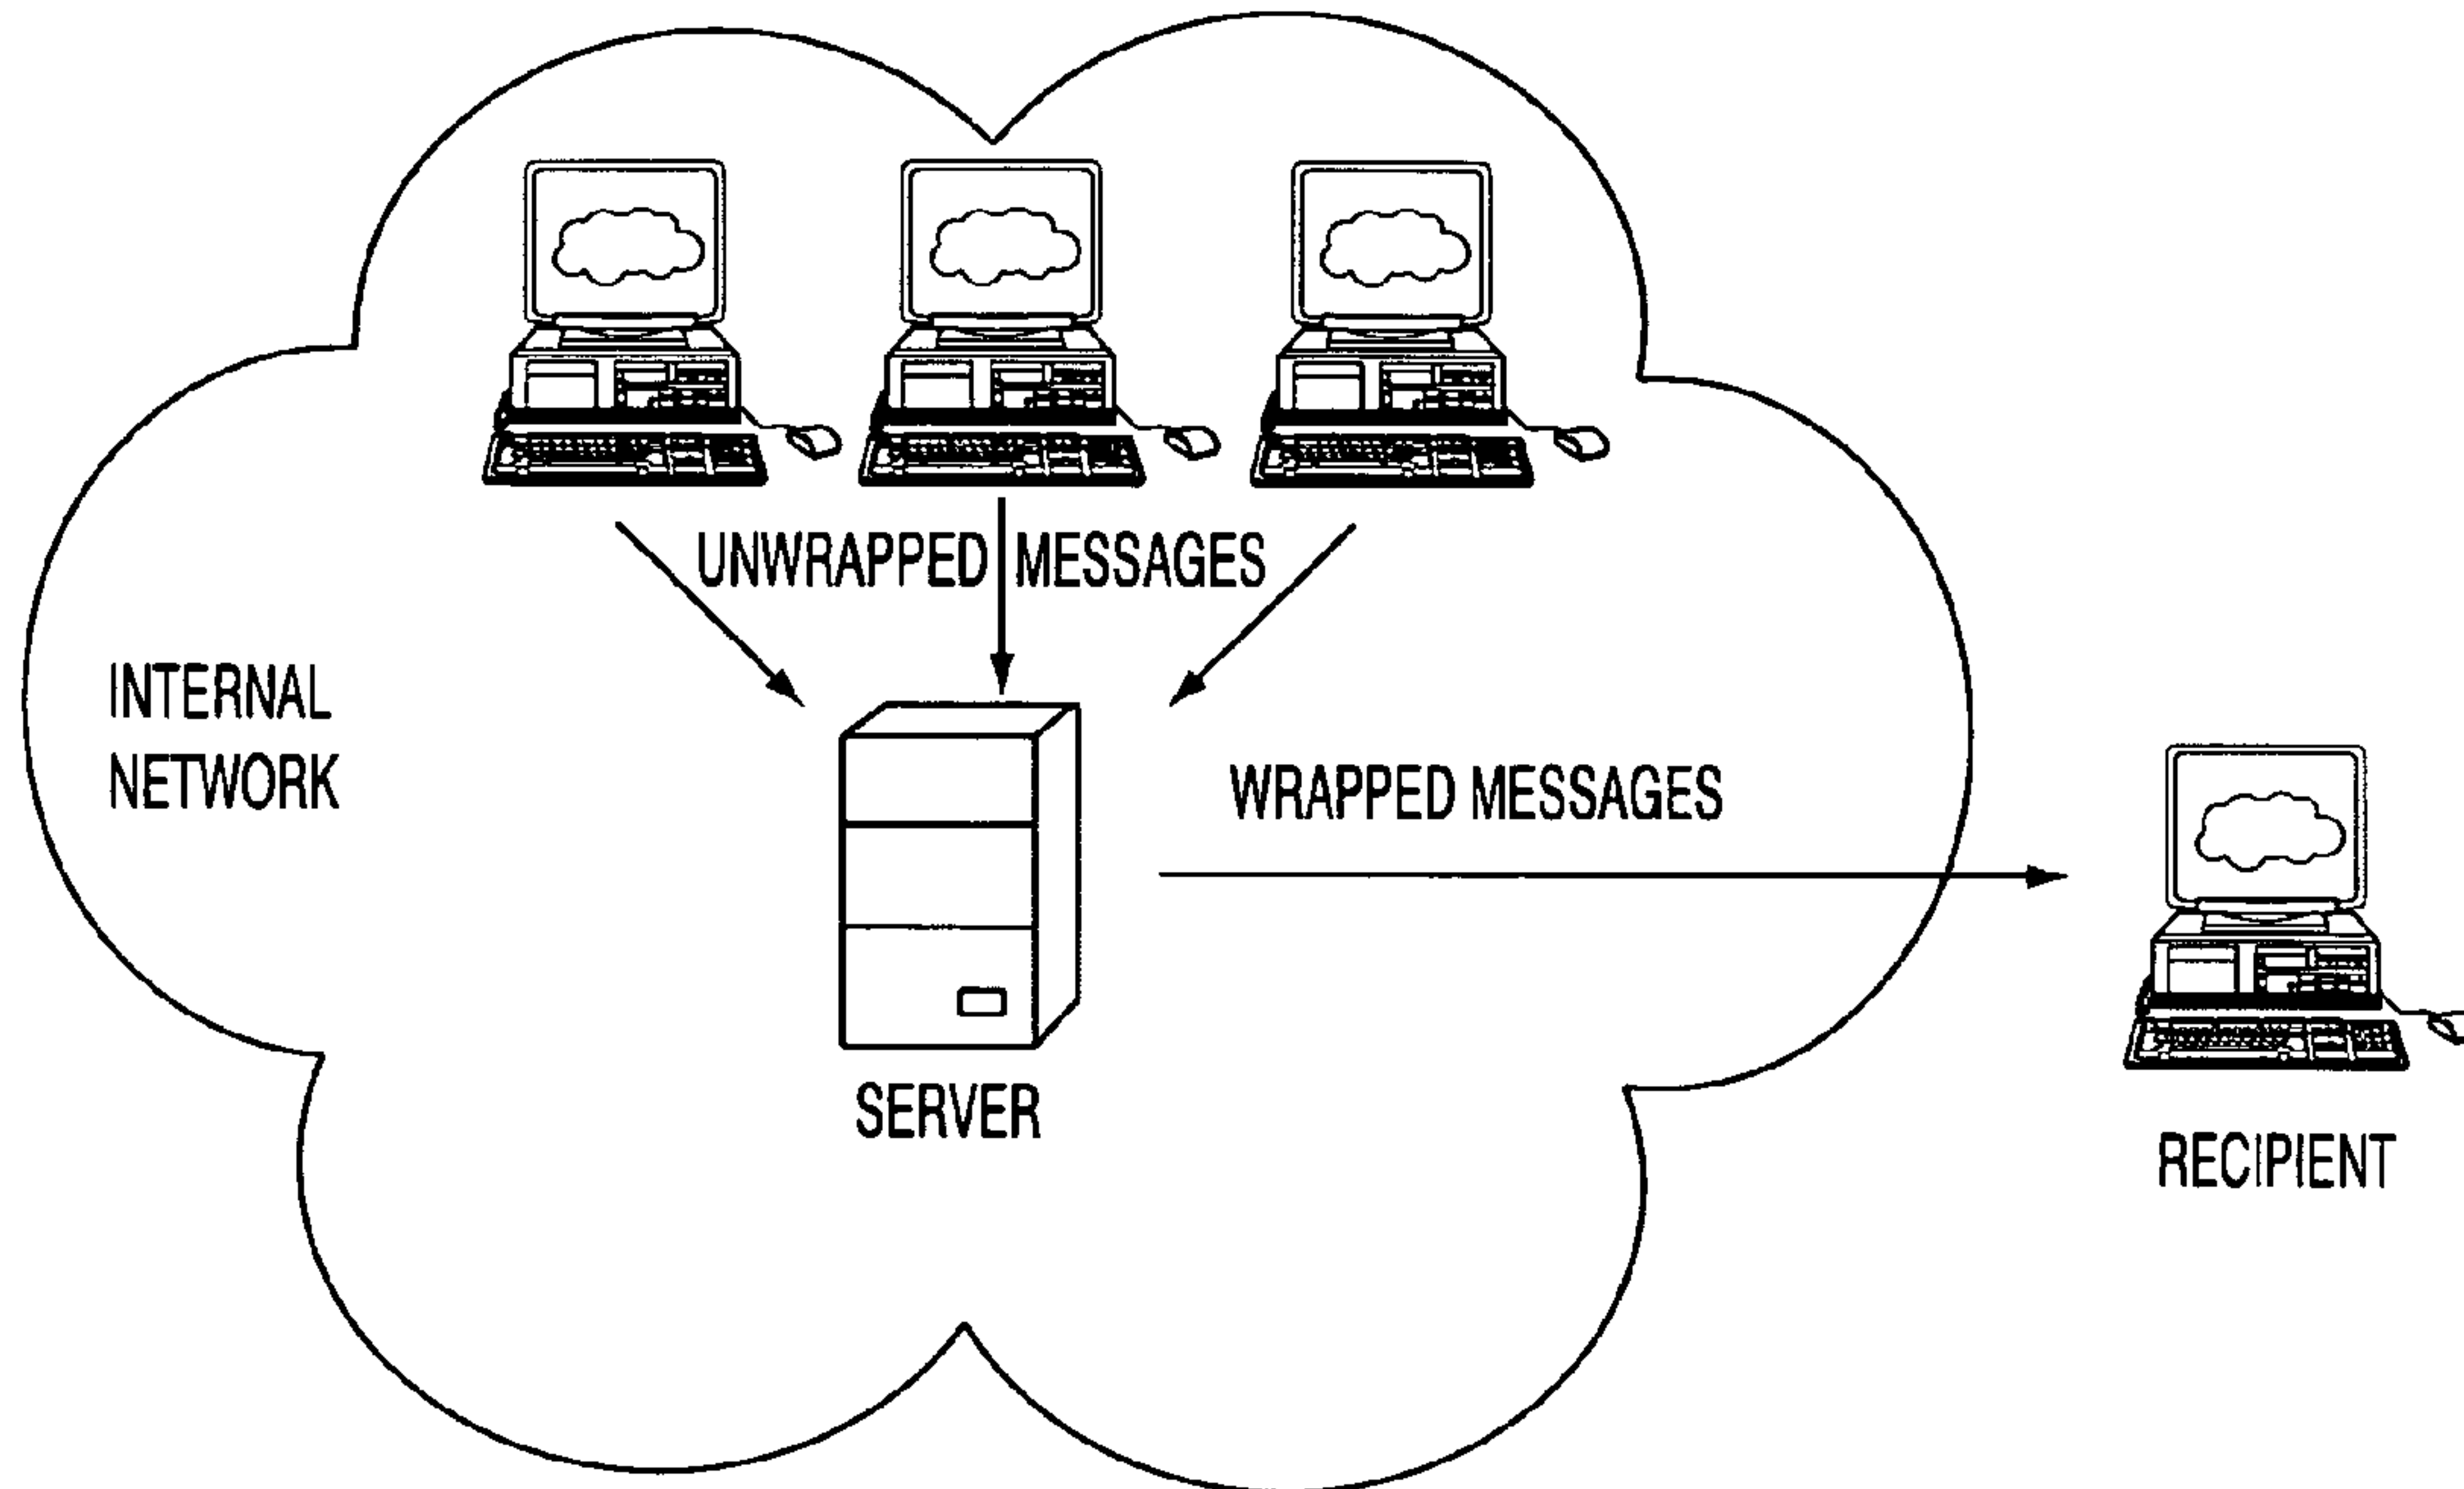 UNWRAPPED MESSAGES
INTERNAL
NETWORK
WRAPPED MESSAGES
SERVER
RECIPIENT